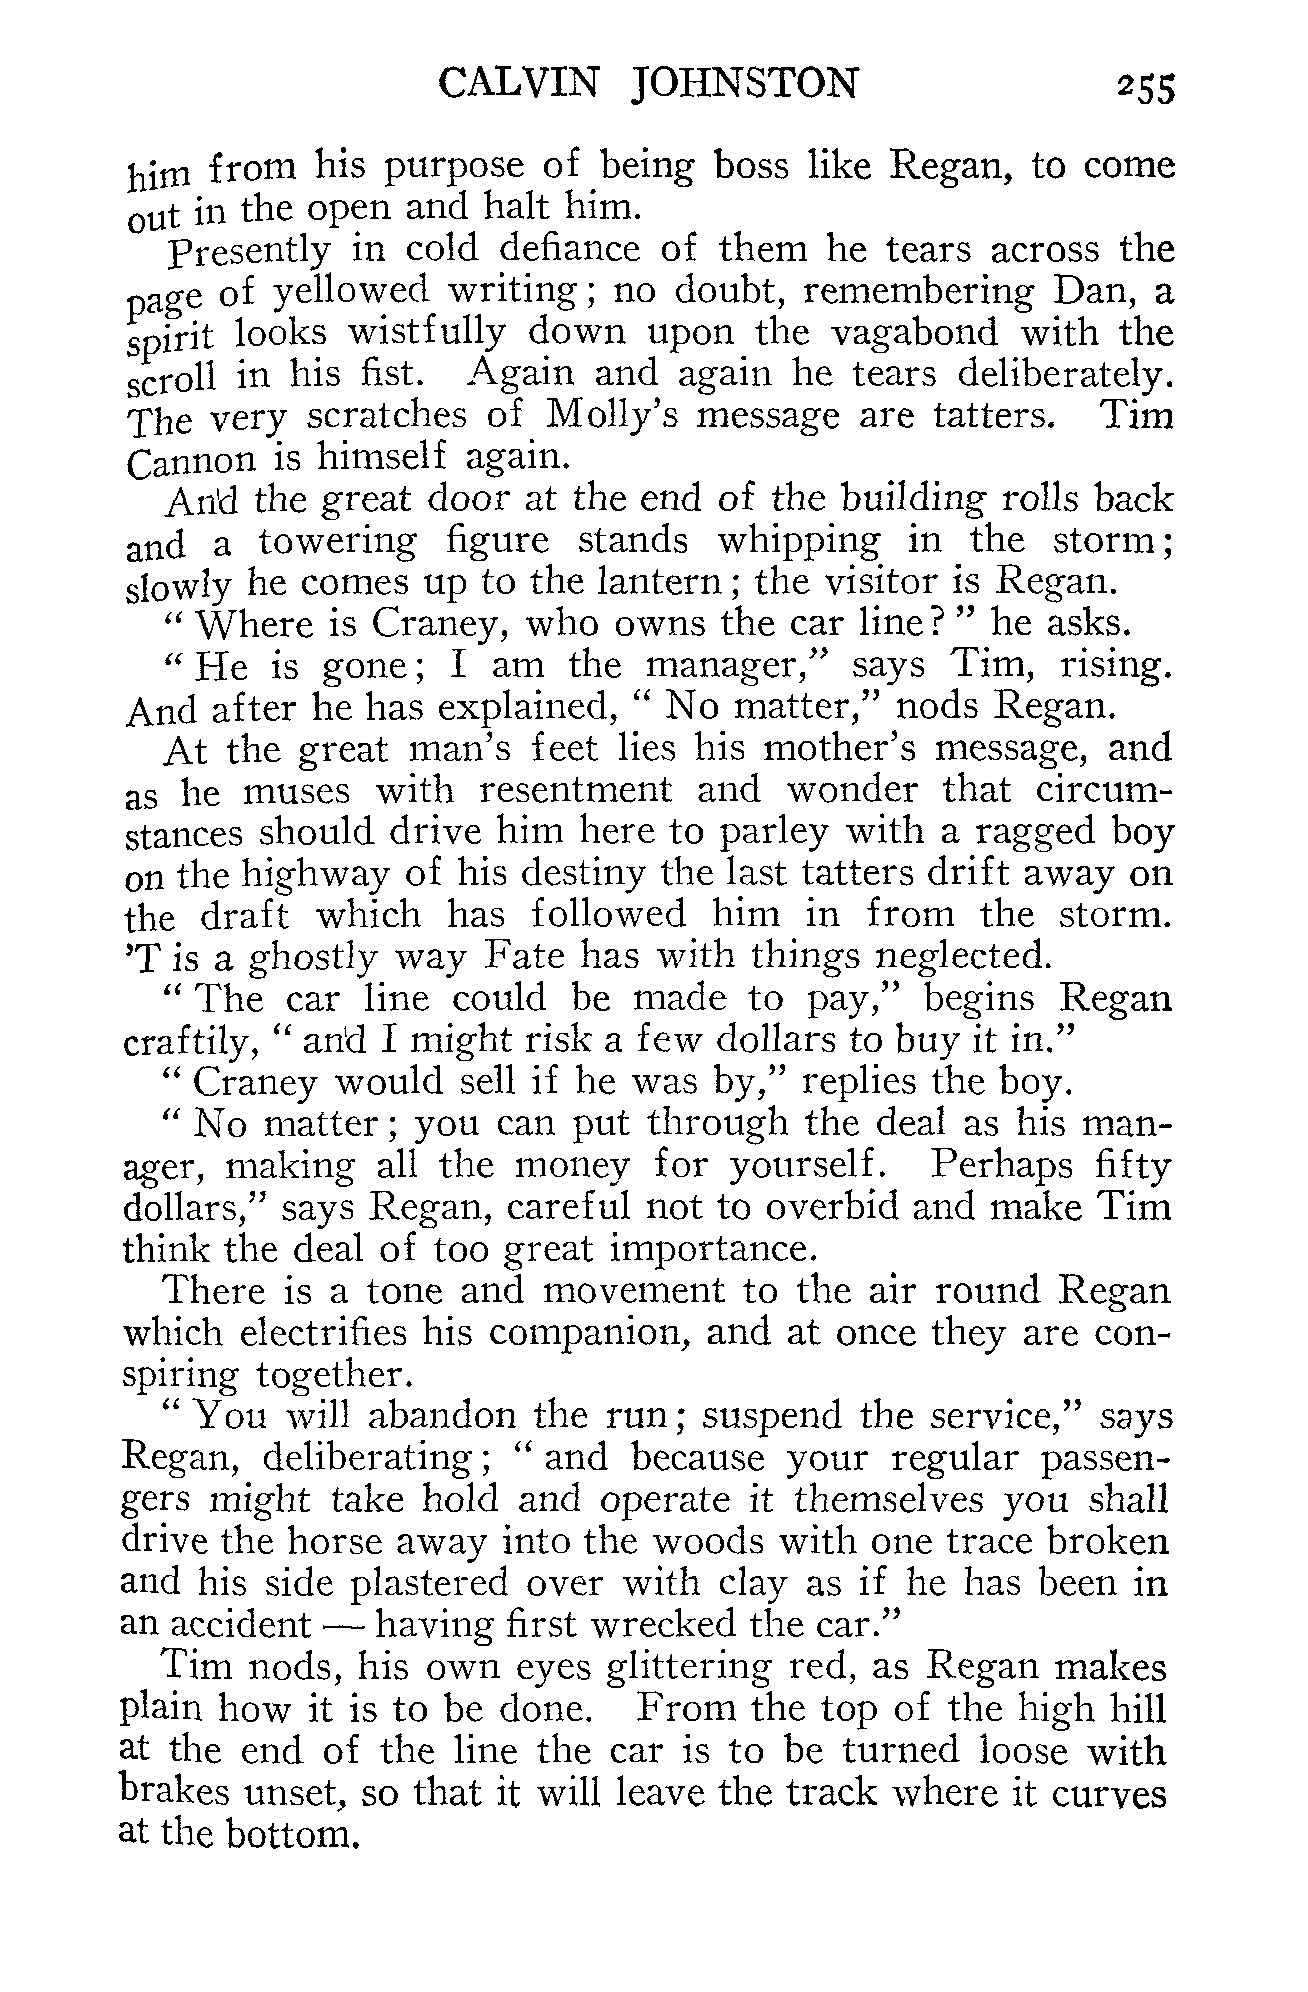 CALVIN JOHNSTON 255
him from his purpose of being boss like Regan, to come
out in the open and halt him.
Presently in cold defiance of them he tears across the
page of yellowed writing; no doubt, remembering Dan, a
spirit looks wistfully down upon the vagabond with the
scroll in his fist. Again and again he tears deliberately.
The very scratches of Molly's message are tatters. Tim
Cannon is himself again.
And the great door at the end of the building rolls back
and a towering figure stands whipping in the storm;
slowly he comes up to the lantern; the visitor is Regan.
" Where is Craney, who owns the car line? " he asks.
" He is gone; I am the manager," says Tim, rising.
And after he has explained, " No matter," nods Regan.
At the great man's feet lies his mother's message, and
as he muses with resentment and wonder that circum-
stances should drive him here to parley with a ragged boy
on the highway of his destiny the last tatters drift away on
the draft which has followed him in from the storm.
'T is a ghostly way Fate has with things neglected.
" The car line could be made to pay," begins Regan
craftily, " and I might risk a few dollars to buy it in."
" Craney would sell if he was by," replies the boy.
" No matter; you can put through the deal as his man-
ager, making all the money for yourself. Perhaps fifty
dollars," says Regan, careful not to overbid and make Tim
think the deal of too great importance.
There is a tone and movement to the air round Regan
which electrifies his companion, and at once they are con-
spiring together.
" You will abandon the run; suspend the service," says
Regan, deliberating; " and because your regular passen-
gers might take hold and operate it themselves you shall
drive the horse away into the woods with one trace broken
and his side plastered over with clay as if he has been in
an accident — having first wrecked the car."
Tim nods, his own eyes glittering red, as Regan makes
plain how it is to be done. From the top of the high hill
at the end of the line the car is to be turned loose with
brakes unset, so that it will leave the track where it curves
at the bottom.